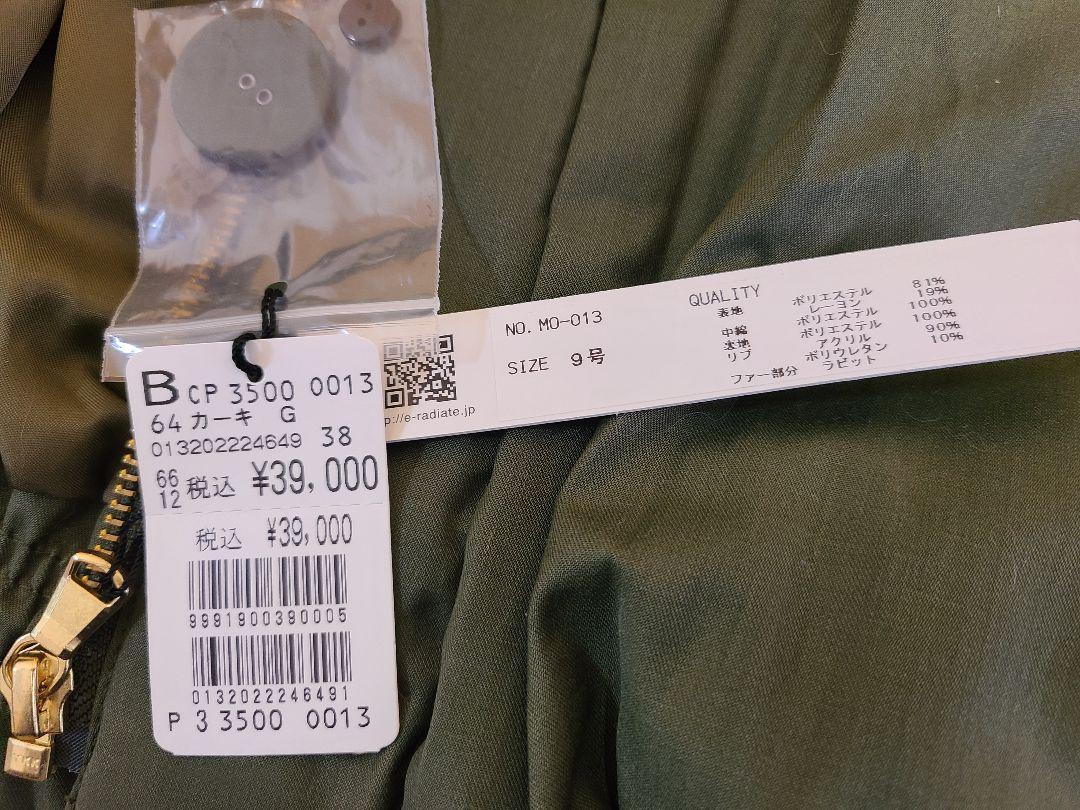 B CP 3500 0013
64 カーキ G
013202224649 38
66
12 税込 ¥39,000
税込 ¥39,000
9991900390005
0132022246491
P 3 3500 0013
p://e-radiate.jp
NO. MO-013
SIZE 9号
QUALITY
表地 ポリエステル 81%
レーヨン 19%
中綿 ポリエステル 100%
ポリエステル 100%
リブ アクリル 90%
ポリウレタン 10%
ファー部分 ラビット